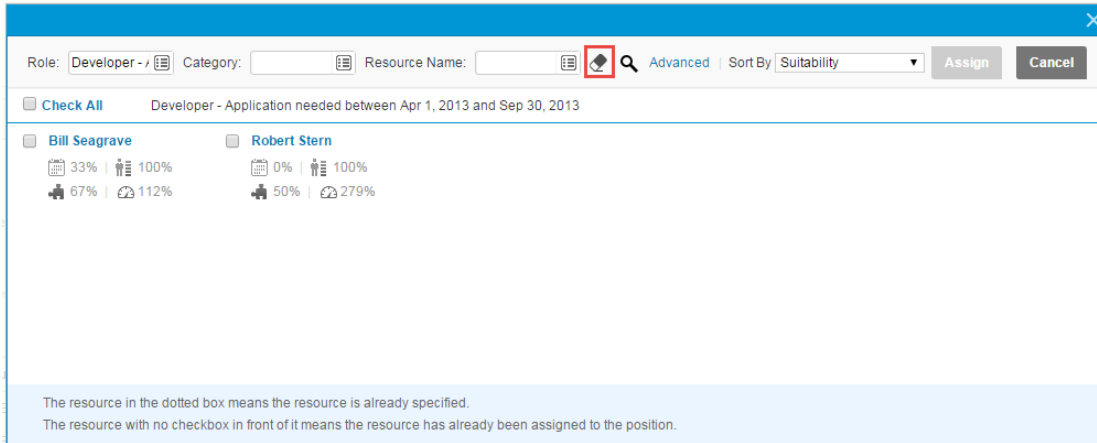 Role: Developer - Category: Resource Name: Advanced Sort By Suitability Assign Cancel
Check All Developer - Application needed between Apr 1, 2013 and Sep 30, 2013
Bill Seagrave Robert Stern
33% 100% 0% 100%
67% 112% 50% 279%
The resource in the dotted box means the resource is already specified.
The resource with no checkbox in front of it means the resource has already been assigned to the position.